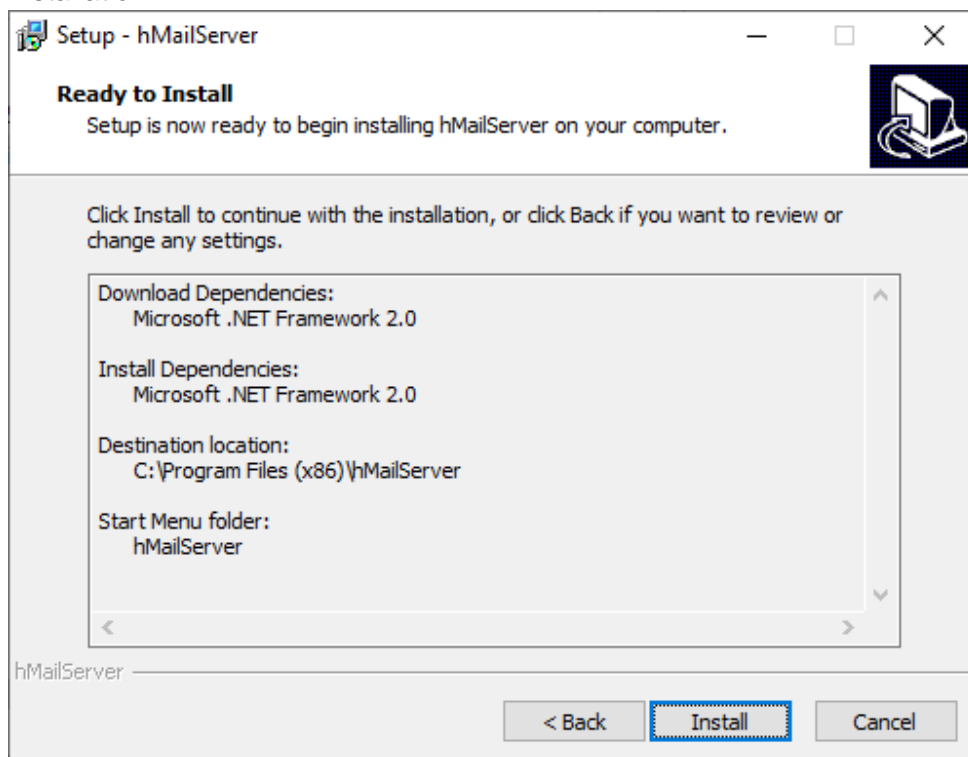 Setup - hMailServer
Ready to Install
Setup is now ready to begin installing hMailServer on your computer.
Click Install to continue with the installation, or click Back if you want to review or
change any settings.
Download Dependencies:
Microsoft .NET Framework 2.0
Install Dependencies:
Microsoft .NET Framework 2.0
Destination location:
C:\Program Files (x86)\hMailServer
Start Menu folder:
hMailServer
hMailServer
< Back
Install
Cancel